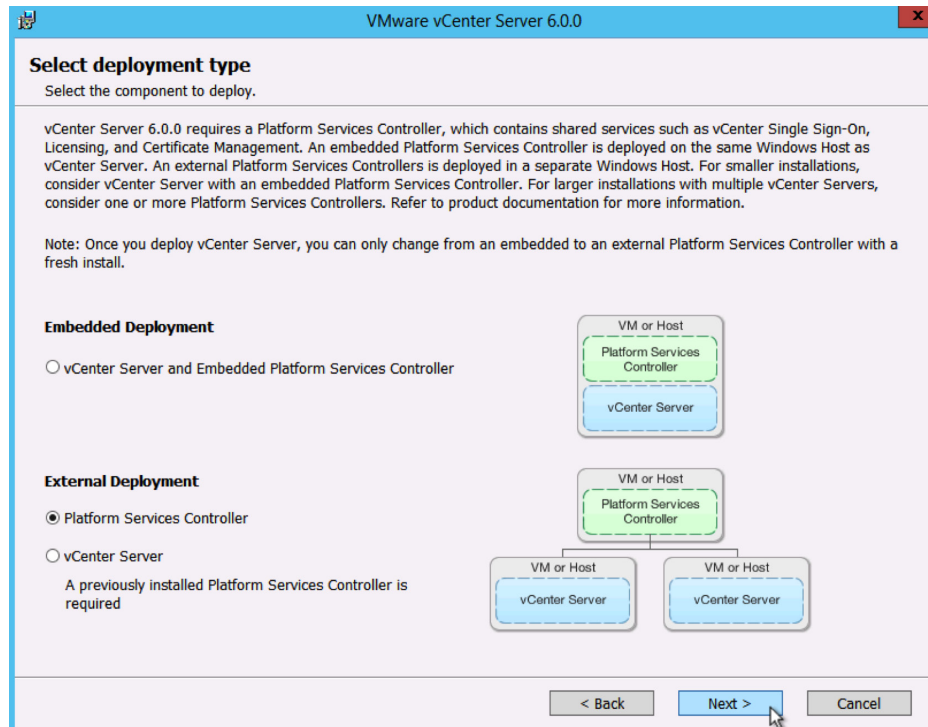 VMware vCenter Server 6.0.0
x
Select deployment type
Select the component to deploy.
vCenter Server 6.0.0 requires a Platform Services Controller, which contains shared services such as vCenter Single Sign-On,
Licensing, and Certificate Management. An embedded Platform Services Controller is deployed on the same Windows Host as
vCenter Server. An external Platform Services Controllers is deployed in a separate Windows Host. For smaller installations,
consider vCenter Server with an embedded Platform Services Controller. For larger installations with multiple vCenter Servers,
consider one or more Platform Services Controllers. Refer to product documentation for more information.
Note: Once you deploy vCenter Server, you can only change from an embedded to an external Platform Services Controller with a
fresh install.
Embedded Deployment
vCenter Server and Embedded Platform Services Controller
VM or Host
Platform Services
Controller
vCenter Server
External Deployment
Platform Services Controller
vCenter Server
A previously installed Platform Services Controller is
required
VM or Host
Platform Services
Controller
VM or Host
vCenter Server
VM or Host
vCenter Server
< Back
Next >
Cancel